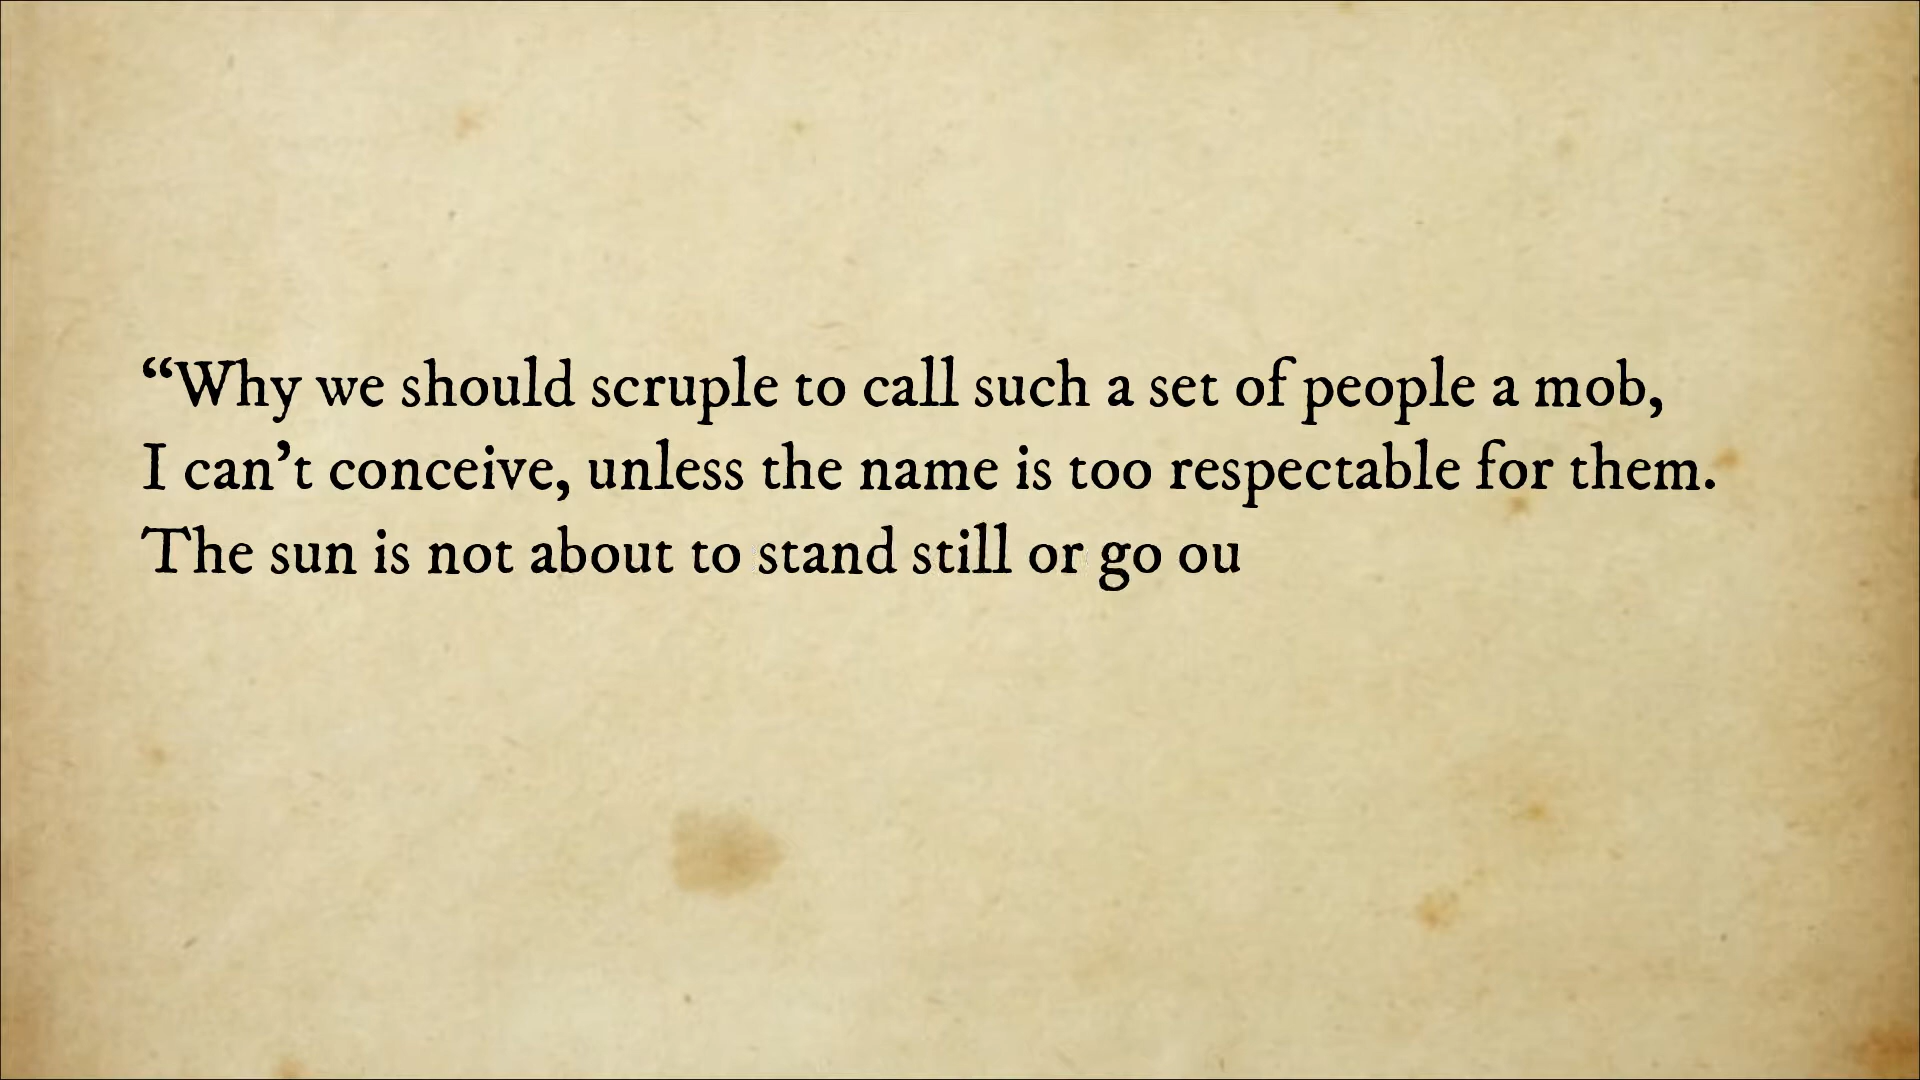 “Why we should scruple to call such a set of people a mob,
I can’t conceive, unless the name is too respectable for them.
The sun is not about to stand still or go ou